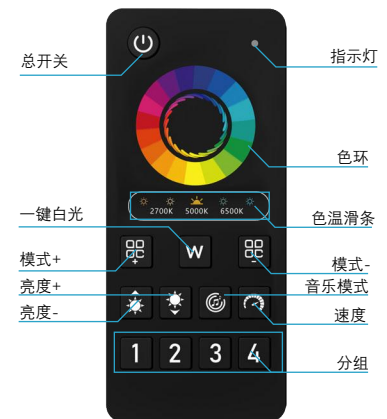 总开关
指示灯
色环
2700K 5000K 6500K
色温滑条
一键白光
W
模式+
模式-
亮度+
音乐模式
亮度-
速度
1 2 3 4
分组